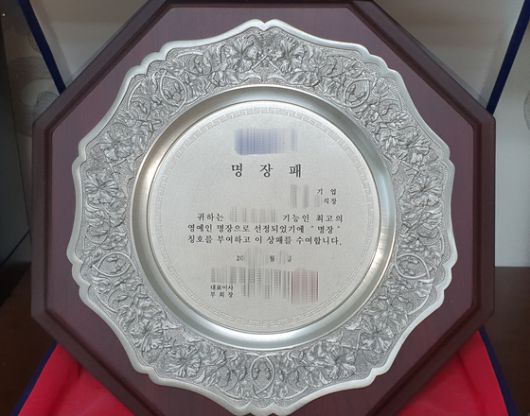 명 장 패
기 업
직장
귀하는 기능인 최고의
영예인 명장으로 선정되었기에 "명장"
칭호를 부여하고 이 상패를 수여합니다.
20 월
대표이사
부 회 장